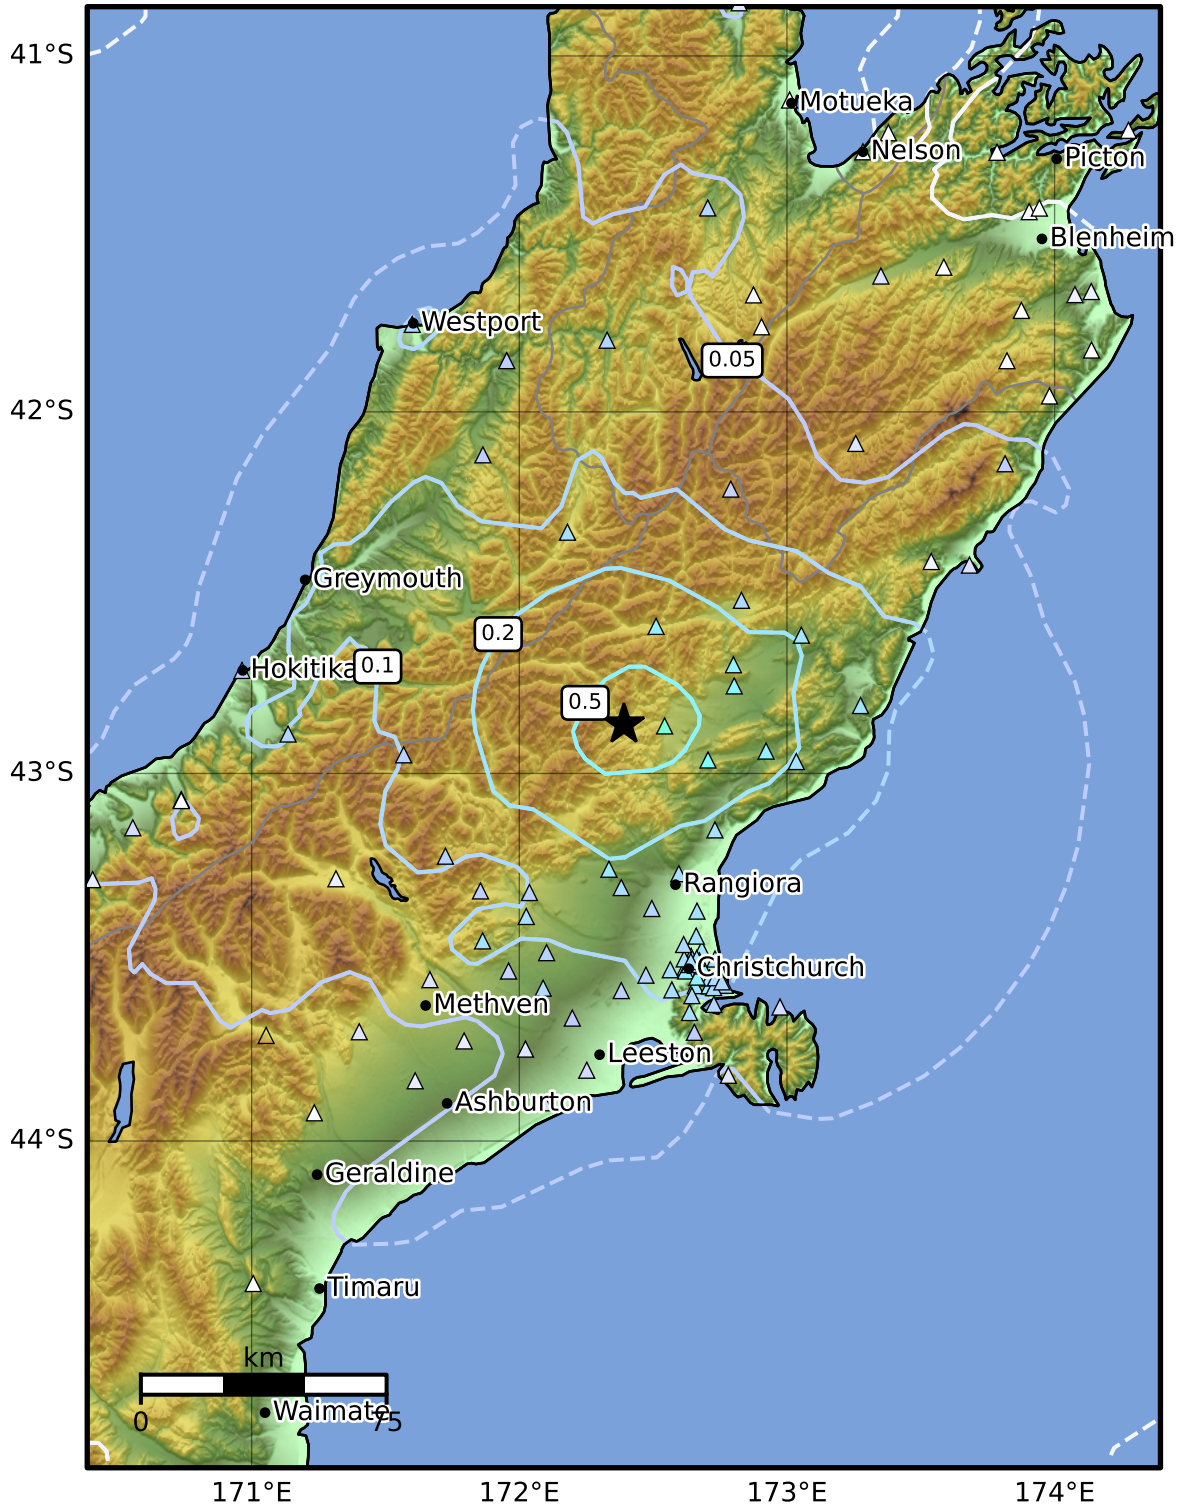 41°S
Motueka
Nelson
Picton
Blenheim
Westport
0.05
42°S
Greymouth
0.2
Hokitika
0.1
0.5
43°S
Rangiora
Christchurch
Methven
Leeston
Ashburton
44°S
Geraldine
Timaru
km
Waimate
0
75
171°E
172°E
173°E
174°E